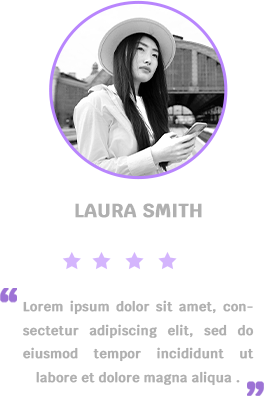 LAURA SMITH
“
Lorem ipsum dolor sit amet, con-
sectetur adipiscing elit, sed do
eiusmod tempor incididunt ut
labore et dolore magna aliqua .
”